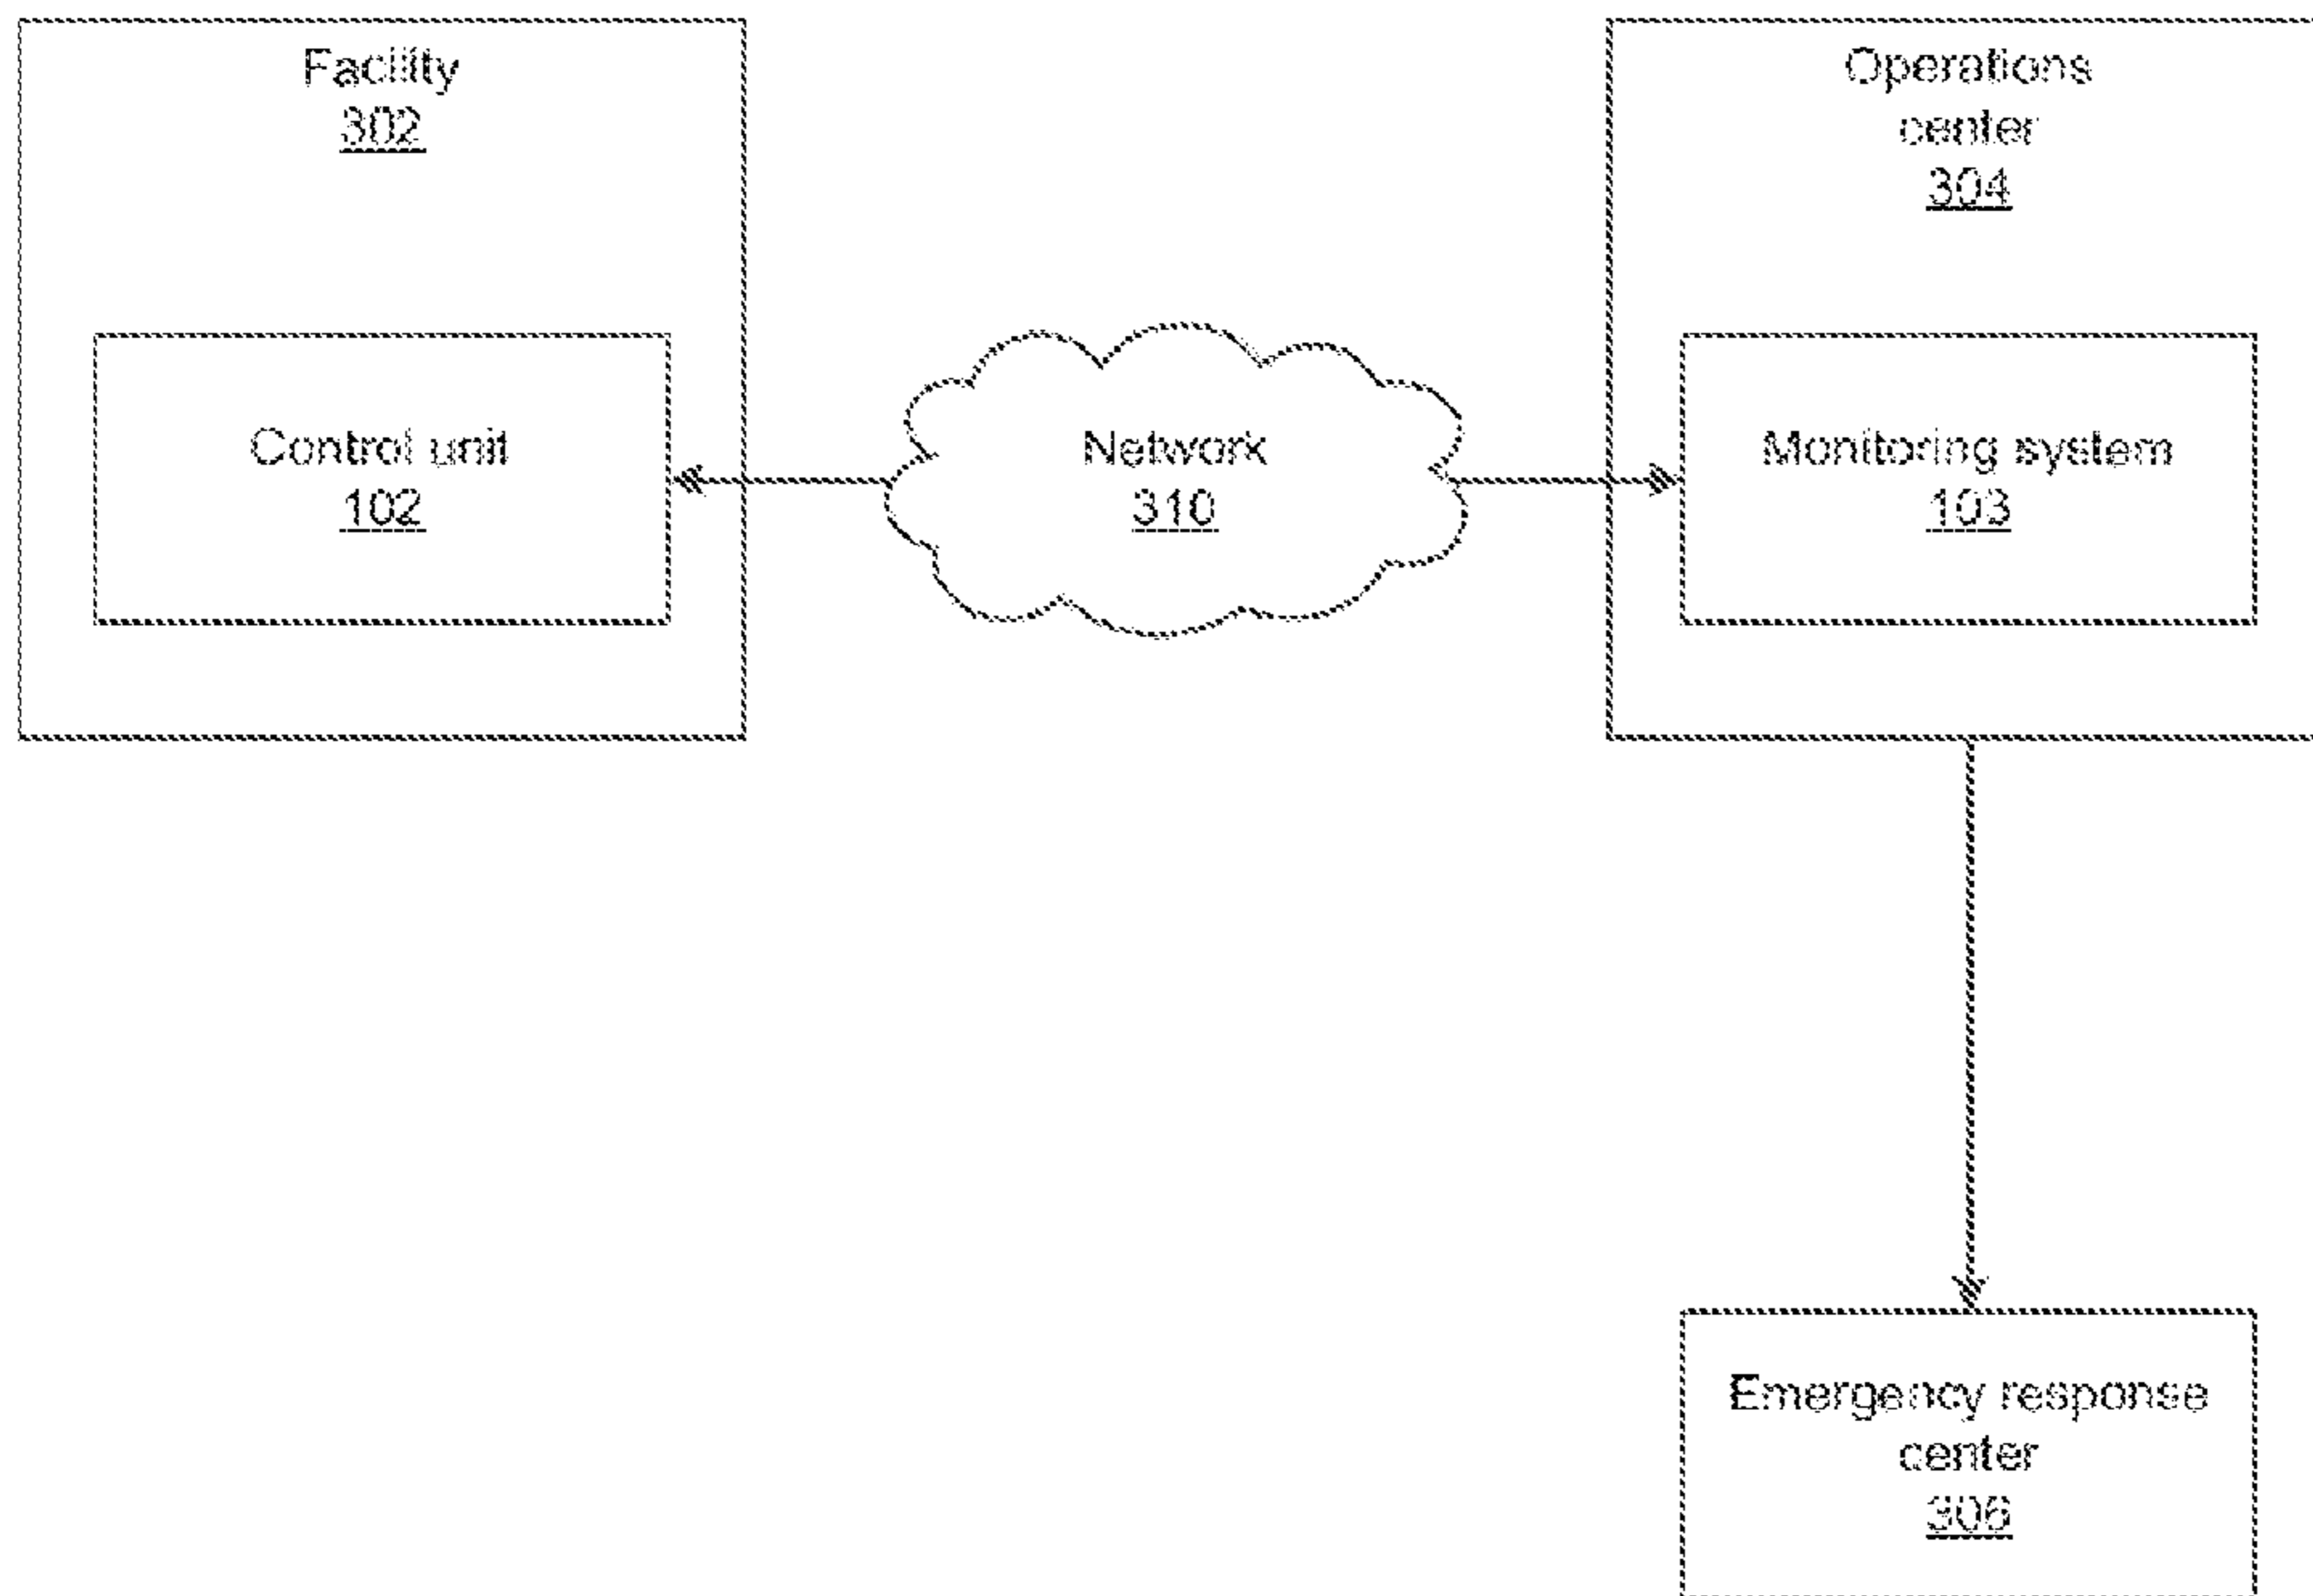 Facility
302
Operations
center
304
Control unit
102
Network
310
Monitoring system
103
Emergency response
center
306